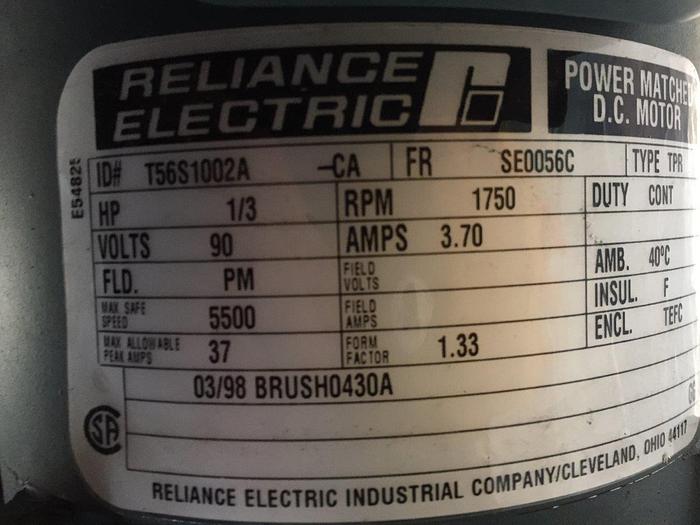 RELIANCE
ELECTRIC
POWER MATCHED
D.C. MOTOR
E54825
ID# T56S1002A -CA FR SE0056C TYPE TPR
HP 1/3 RPM 1750 DUTY CONT
VOLTS 90 AMPS 3.70
FLD. PM FIELD VOLTS AMB. 40°C
MAX SAFE SPEED 5500 FIELD AMPS INSUL. F
MAX ALLOWABLE PEAK AMPS 37 FORM FACTOR 1.33 ENCL. TEFC
03/98 BRUSH0430A
SA
RELIANCE ELECTRIC INDUSTRIAL COMPANY/CLEVELAND, OHIO 44117